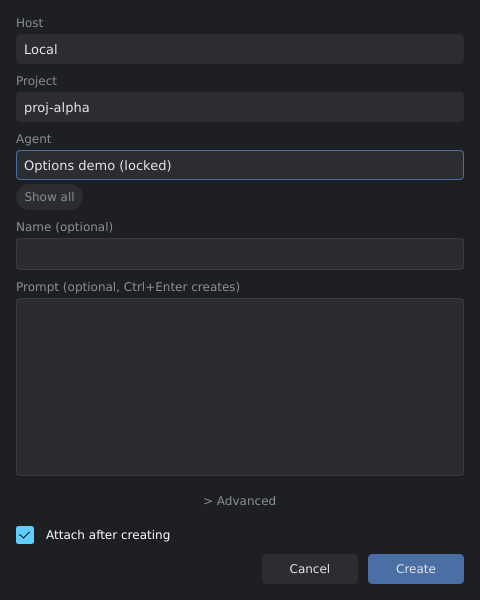 Host
Local
Project
proj-alpha
Agent
Options demo (locked)
Show all
Name (optional)
Prompt (optional, Ctrl+Enter creates)
> Advanced
Attach after creating
Cancel
Create